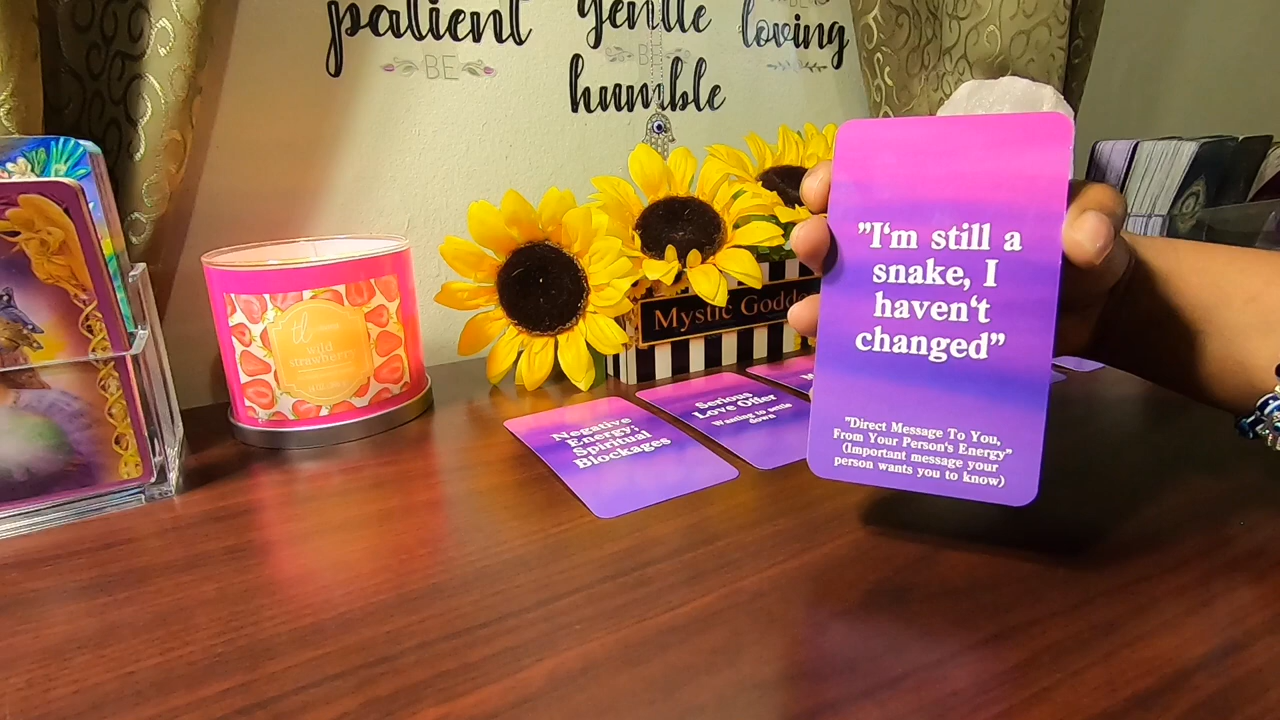 patient
BE
gentle
BE
humble
loving
tl
wild
strawberry
Mystic
"I'm still a
snake, I
haven't
changed"
"Direct Message To You,
From Your Person's Energy"
(Important message your
person wants you to know)
Negative
Energy;
Spiritual
Blockages
Serious
Love Offer
Wanting to settle
down